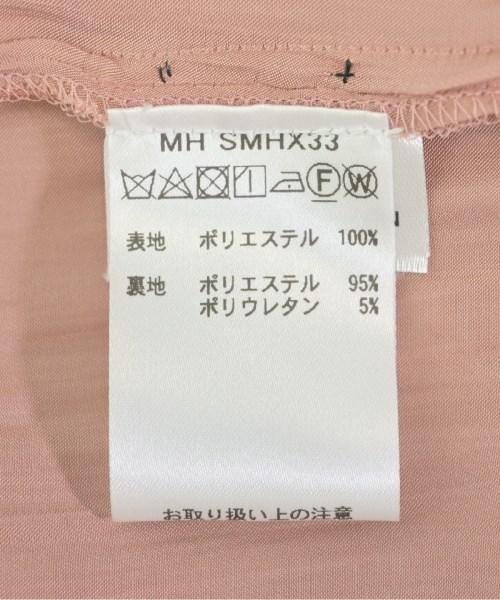 MH SMHX33
F W
表地 ポリエステル 100%
裏地 ポリエステル 95%
ポリウレタン 5%
お取り扱い上の注意